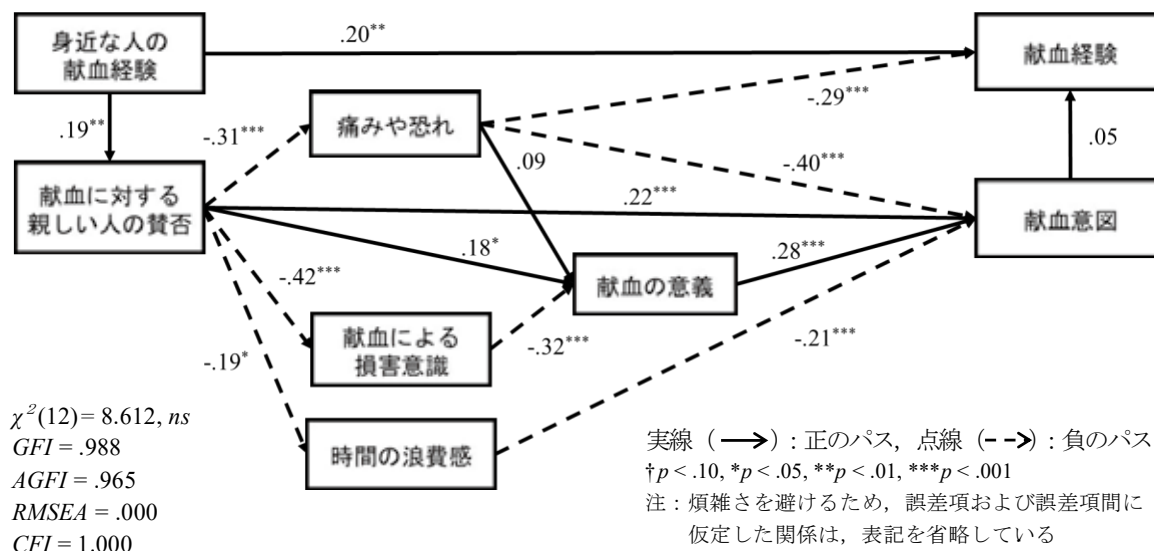 身近な人の
献血経験
.20**
献血経験
.19**
-.31***
痛みや恐れ
-.29***
.09
-.40***
.05
献血に対する
親しい人の賛否
.22***
献血意図
.18*
献血の意義
.28***
-.42***
献血による
損害意識
-.32***
-.21***
-.19*
時間の浪費感
χ²(12)= 8.612, ns
GFI = .988
AGFI = .965
RMSEA = .000
CFI = 1.000
実線（→）：正のパス，点線（-->）：負のパス
†p < .10, *p < .05, **p < .01, ***p < .001
注：煩雑さを避けるため，誤差項および誤差項間に
仮定した関係は，表記を省略している